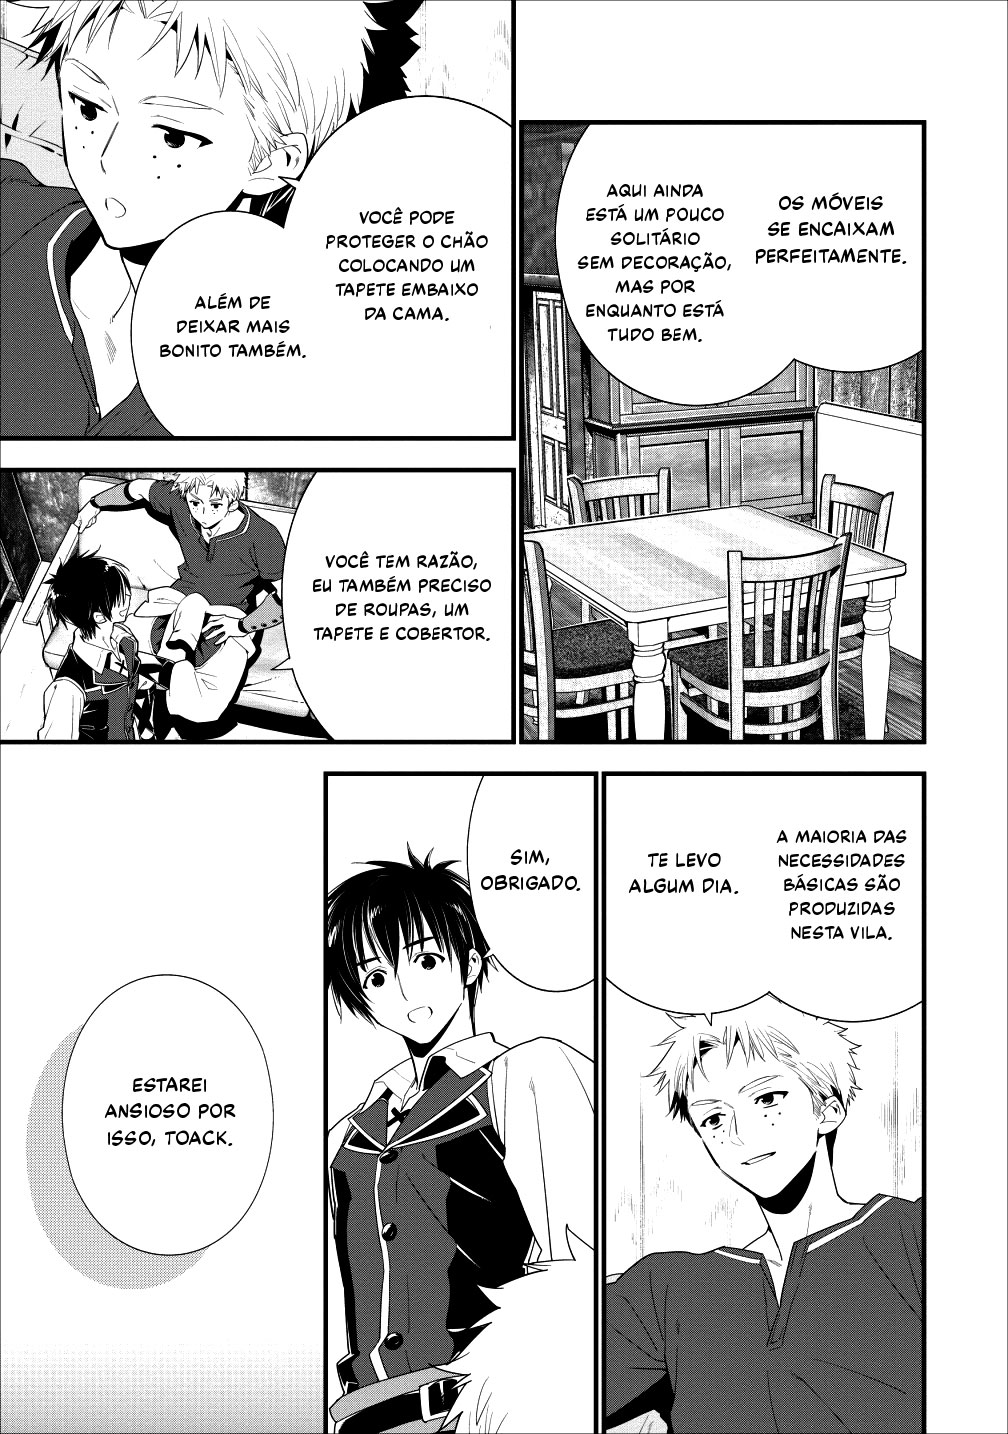 OS MÓVEIS
SE ENCAIXAM
PERFEITAMENTE.
AQUI AINDA
ESTÁ UM POUCO
SOLITÁRIO
SEM DECORAÇÃO,
MAS POR
ENQUANTO ESTÁ
TUDO BEM.
VOCÊ PODE
PROTEGER O CHÃO
COLOCANDO UM
TAPETE EMBAIXO
DA CAMA.
ALÉM DE
DEIXAR MAIS
BONITO TAMBÉM.
VOCÊ TEM RAZÃO,
EU TAMBÉM PRECISO
DE ROUPAS, UM
TAPETE E COBERTOR.
A MAIORIA DAS
NECESSIDADES
BÁSICAS SÃO
PRODUZIDAS
NESTA VILA.
TE LEVO
ALGUM DIA.
SIM,
OBRIGADO.
ESTAREI
ANSIOSO POR
ISSO, TOACK.